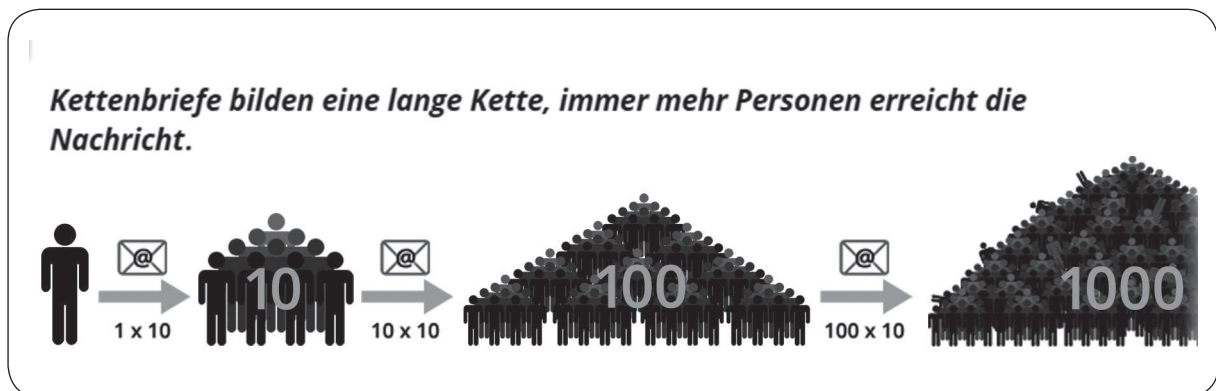 Kettenbriefe bilden eine lange Kette, immer mehr Personen erreicht die
Nachricht.
@ @ @
10 100 1000
1 x 10 10 x 10 100 x 10